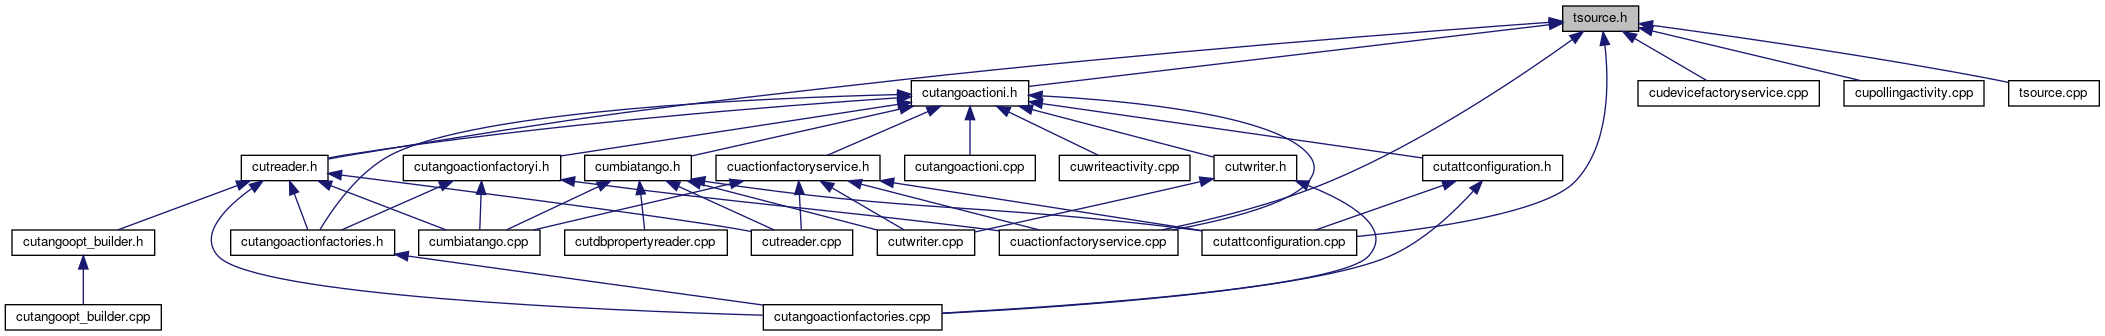 tsource.h
cutangoactioni.h
cudevicefactoryservice.cpp
cupollingactivity.cpp
tsource.cpp
cutreader.h
cutangoactionfactoryi.h
cumbiatango.h
cuactionfactoryservice.h
cutangoactioni.cpp
cuwriteactivity.cpp
cutwriter.h
cutattconfiguration.h
cutangoopt_builder.h
cutangoactionfactories.h
cumbiatango.cpp
cutdbpropertyreader.cpp
cutreader.cpp
cutwriter.cpp
cuactionfactoryservice.cpp
cutattconfiguration.cpp
cutangoopt_builder.cpp
cutangoactionfactories.cpp